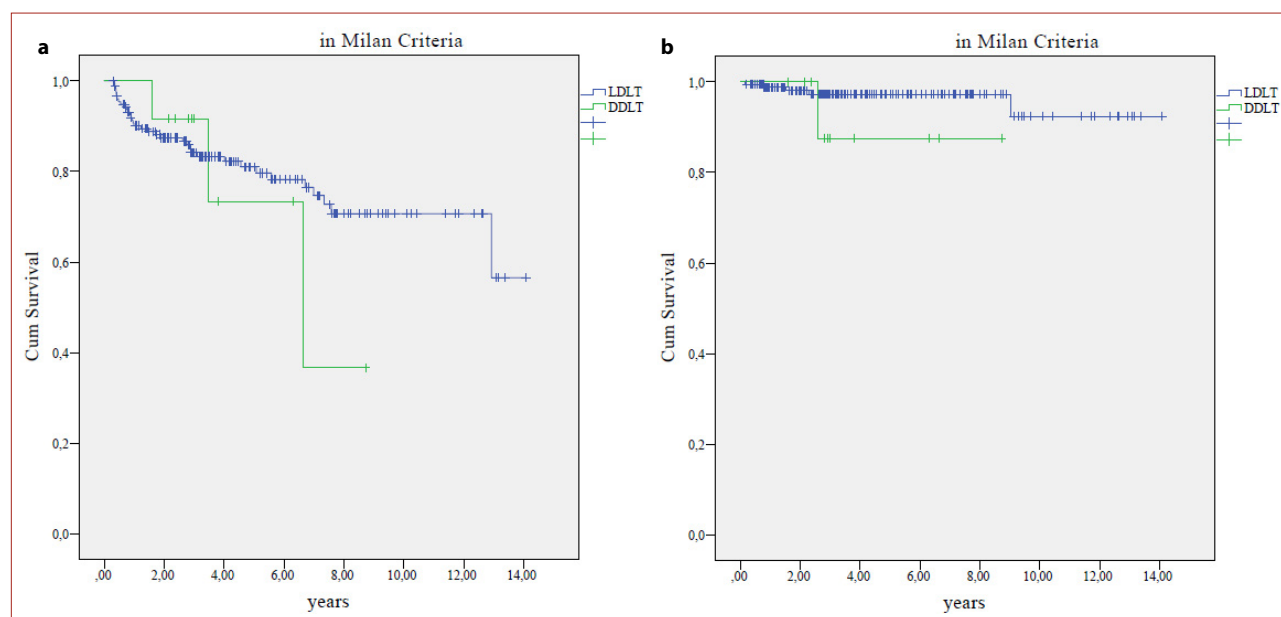 a
in Milan Criteria
1,0
0,8
0,6
0,4
0,2
0,0
Cum Survival
,00 2,00 4,00 6,00 8,00 10,00 12,00 14,00
years
LDLT
DDLT
b
in Milan Criteria
1,0
0,8
0,6
0,4
0,2
0,0
Cum Survival
,00 2,00 4,00 6,00 8,00 10,00 12,00 14,00
years
LDLT
DDLT